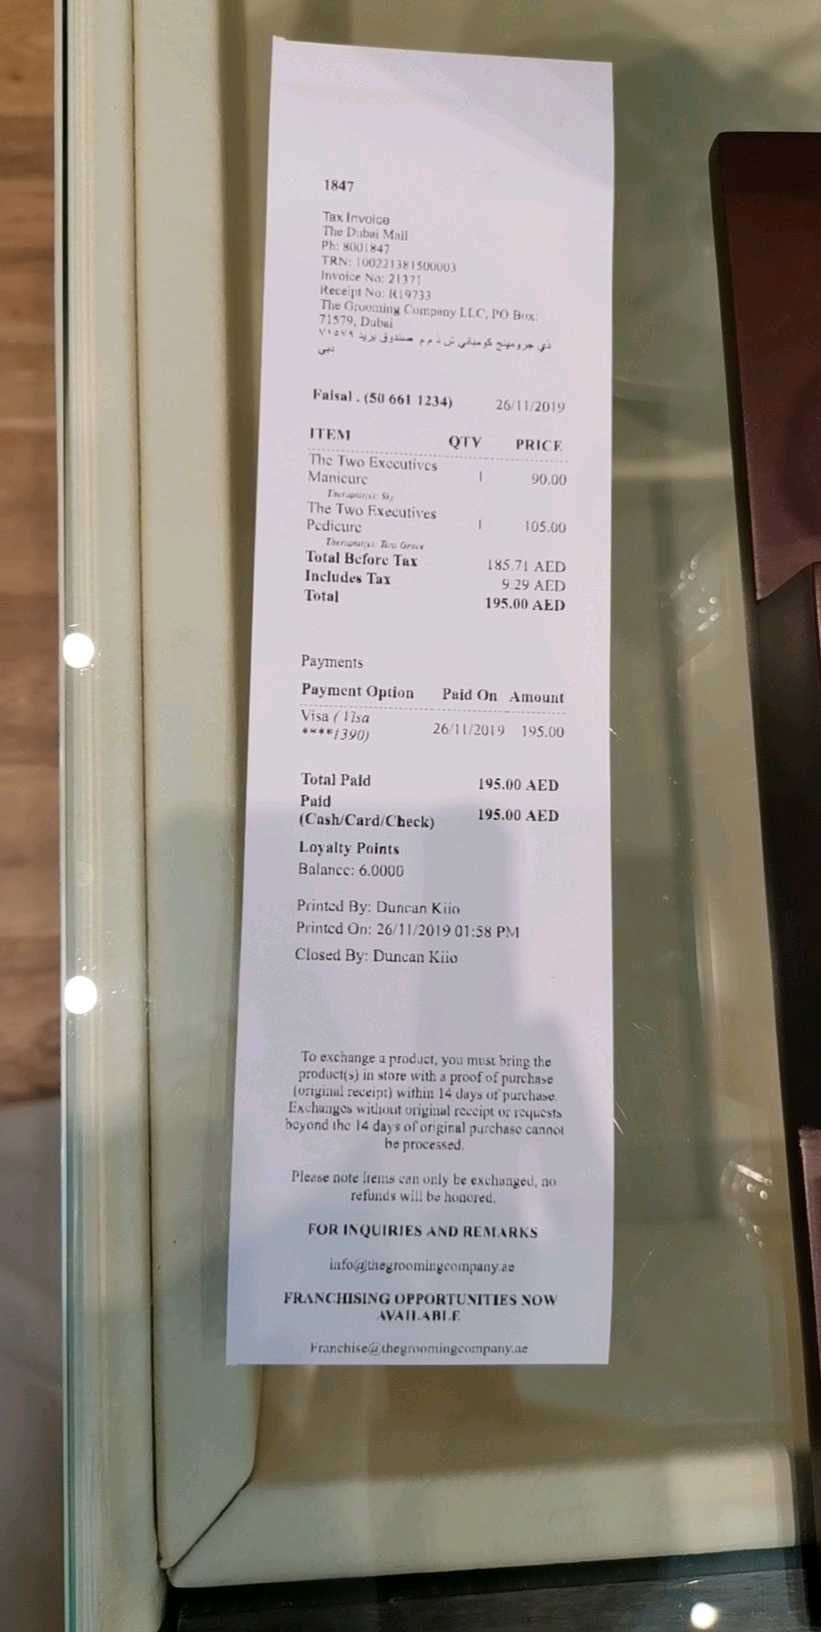 1847
Tax Invoice
The Dubai Mall
Ph: 8001847
TRN: 100221381500003
Invoice No: 21371
Receipt No: R19733
The Grooming Company LLC, PO Box:
71579, Dubai
ذي جرومينج كومباني ش ذ م م صندوق بريد ٧١٥٧٩
دبي
Faisal . (50 661 1234) 26/11/2019
ITEM QTY PRICE
The Two Executives
Manicure 1 90.00
Therapist(s): Sky
The Two Executives
Pedicure 1 105.00
Therapist(s): Grace
Total Before Tax 185.71 AED
Includes Tax 9.29 AED
Total 195.00 AED
Payments
Payment Option Paid On Amount
Visa ( Visa
****1390) 26/11/2019 195.00
Total Paid 195.00 AED
Paid
(Cash/Card/Check) 195.00 AED
Loyalty Points
Balance: 6.0000
Printed By: Duncan Kiio
Printed On: 26/11/2019 01:58 PM
Closed By: Duncan Kiio
To exchange a product, you must bring the
product(s) in store with a proof of purchase
(original receipt) within 14 days of purchase.
Exchanges without original receipt or requests
beyond the 14 days of original purchase cannot
be processed.
Please note items can only be exchanged, no
refunds will be honored.
FOR INQUIRIES AND REMARKS
info@thegroomingcompany.ae
FRANCHISING OPPORTUNITIES NOW
AVAILABLE
Franchise@thegroomingcompany.ae